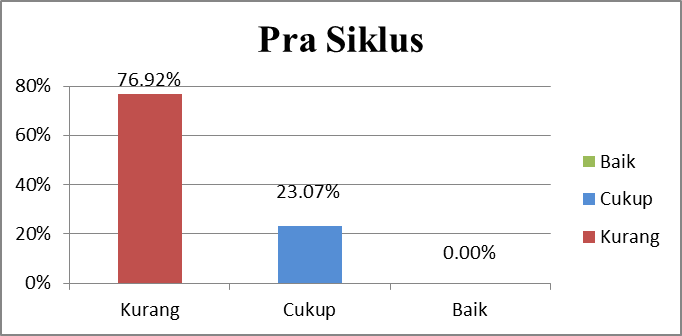 Pra Siklus
76.92%
80%
60%
40%
20%
0%
23.07%
0.00%
Kurang
Cukup
Baik
Baik
Cukup
Kurang